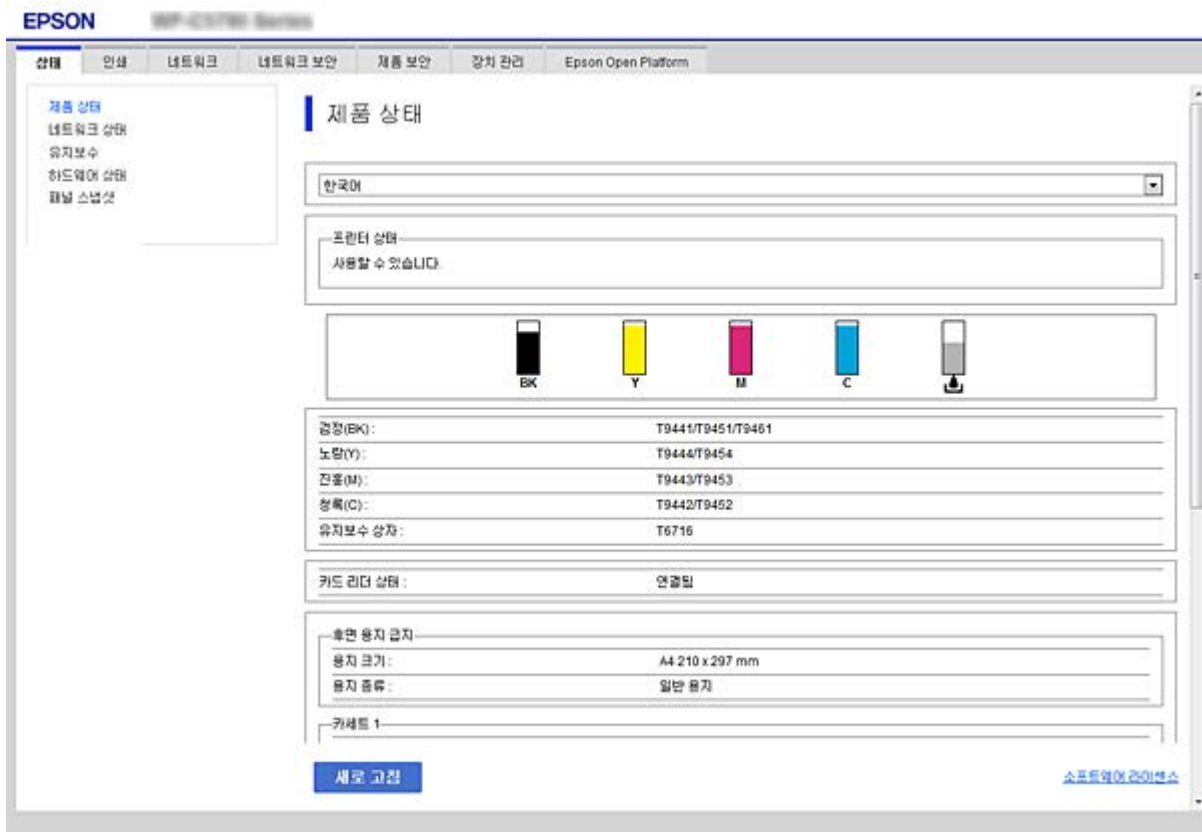 EPSON
상태 인쇄 네트워크 네트워크 보안 제품 보안 장치 관리 Epson Open Platform
제품 상태
네트워크 상태
유지보수
하드웨어 상태
패널 스냅샷
제품 상태
한국어
프린터 상태
사용할 수 있습니다.
BK Y M C
검정(BK) : T9441/T9451/T9461
노랑(Y) : T9444/T9454
진홍(M) : T9443/T9453
청록(C) : T9442/T9452
유지보수 상자 : T6716
카드 리더 상태 : 연결됨
후면 용지 급지
용지 크기 : A4 210 x 297 mm
용지 종류 : 일반 용지
카세트 1
새로 고침
소프트웨어 라이센스